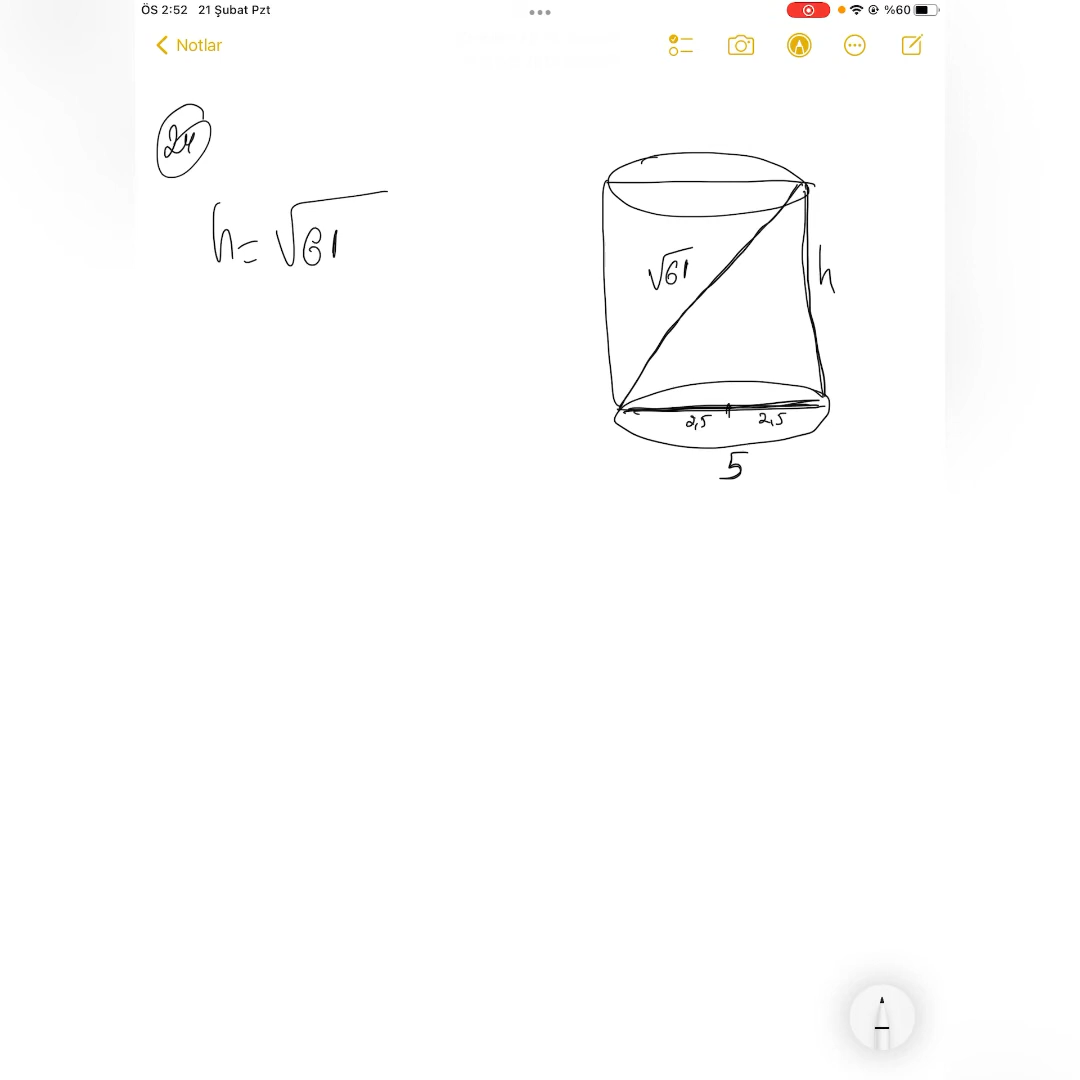 ÖS 2:52 21 Şubat Pzt
%60
Notlar
24
h = √61
√61
h
2,5 2,5
5